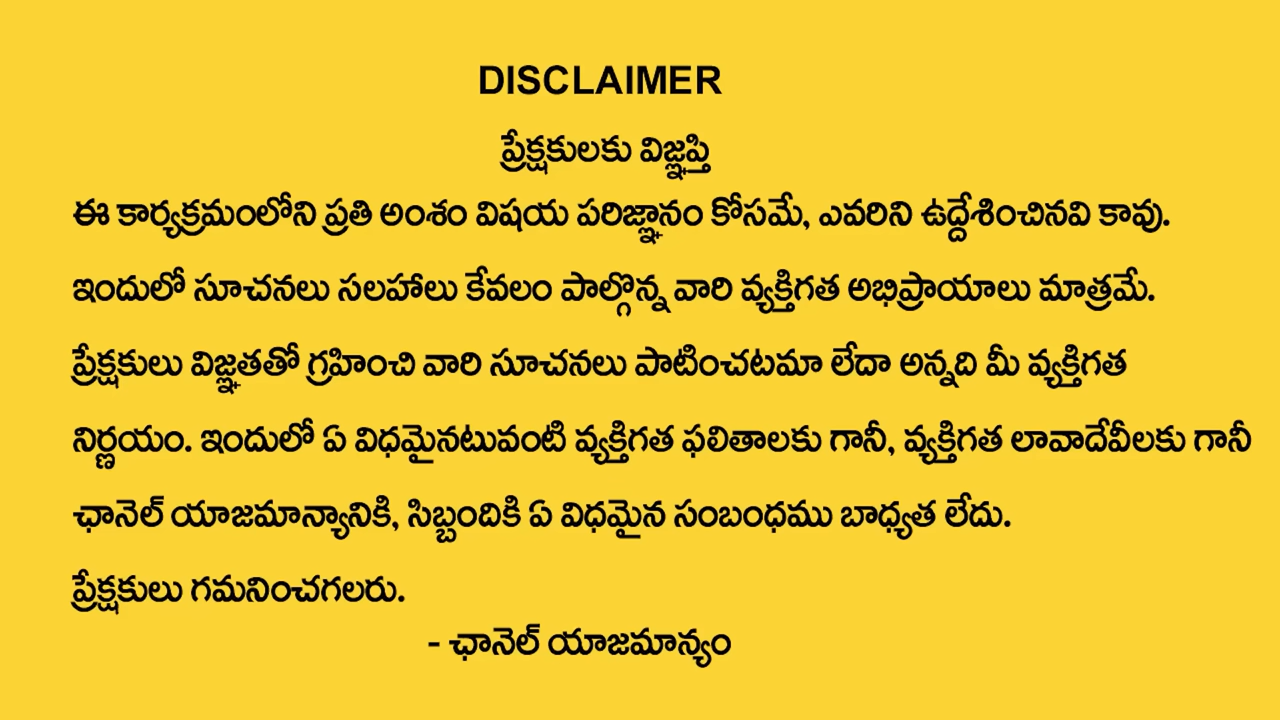 DISCLAIMER
ప్రేక్షకులకు విజ్ఞప్తి
ఈ కార్యక్రమంలోని ప్రతి అంశం విషయ పరిజ్ఞానం కోసమే, ఎవరిని ఉద్దేశించినవి కావు.
ఇందులో సూచనలు సలహాలు కేవలం పాల్గొన్న వారి వ్యక్తిగత అభిప్రాయాలు మాత్రమే.
ప్రేక్షకులు విజ్ఞతతో గ్రహించి వారి సూచనలు పాటించటమా లేదా అన్నది మీ వ్యక్తిగత
నిర్ణయం. ఇందులో ఏ విధమైనటువంటి వ్యక్తిగత ఫలితాలకు గానీ, వ్యక్తిగత లావాదేవీలకు గానీ
ఛానెల్ యాజమాన్యానికి, సిబ్బందికి ఏ విధమైన సంబంధము బాధ్యత లేదు.
ప్రేక్షకులు గమనించగలరు.
- ఛానెల్ యాజమాన్యం